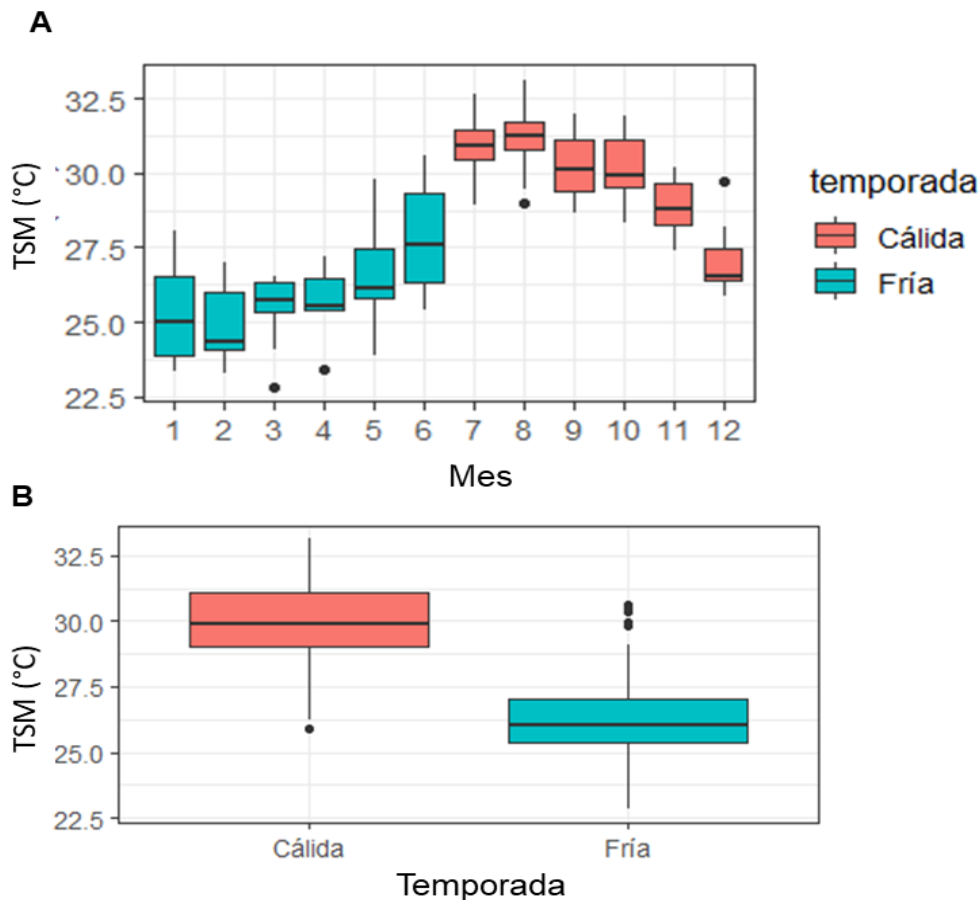 A
32.5
30.0
27.5
25.0
22.5
TSM (°C)
1 2 3 4 5 6 7 8 9 10 11 12
Mes
temporada
Cálida
Fría
B
32.5
30.0
27.5
25.0
22.5
TSM (°C)
Cálida Fría
Temporada